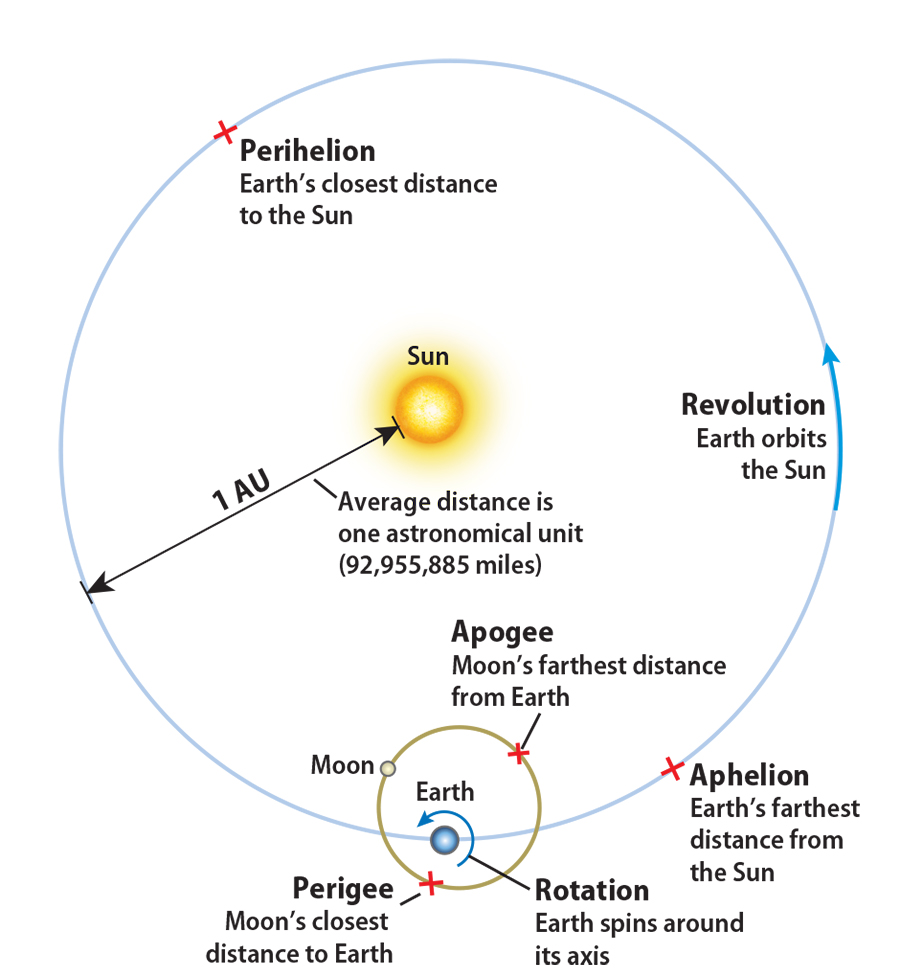 Perihelion
Earth’s closest distance
to the Sun
Sun
Revolution
Earth orbits
the Sun
1 AU
Average distance is
one astronomical unit
(92,955,885 miles)
Apogee
Moon’s farthest distance
from Earth
Moon
Earth
Aphelion
Earth’s farthest
distance from
the Sun
Perigee
Moon’s closest
distance to Earth
Rotation
Earth spins around
its axis